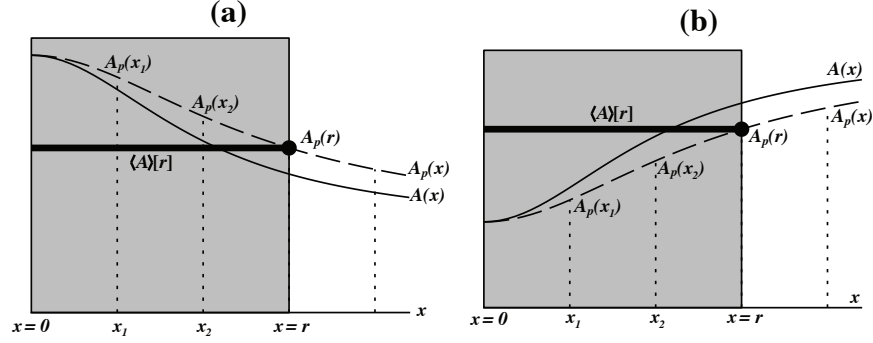 (a)
A_p(x_1)
A_p(x_2)
A_p(r)
⟨A⟩[r]
A_p(x)
A(x)
x
x = 0
x_1
x_2
x = r
(b)
A(x)
⟨A⟩[r]
A_p(r)
A_p(x)
A_p(x_2)
A_p(x_1)
x
x = 0
x_1
x_2
x = r